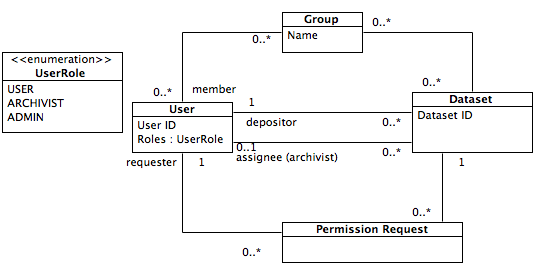 Group
Name
0..*
0..*
<<enumeration>>
UserRole
USER
ARCHIVIST
ADMIN
0..*
member
0..*
User
User ID
Roles : UserRole
1
depositor
0..*
Dataset
Dataset ID
0..1
assignee (archivist)
0..*
requester
1
1
0..*
Permission Request
0..*